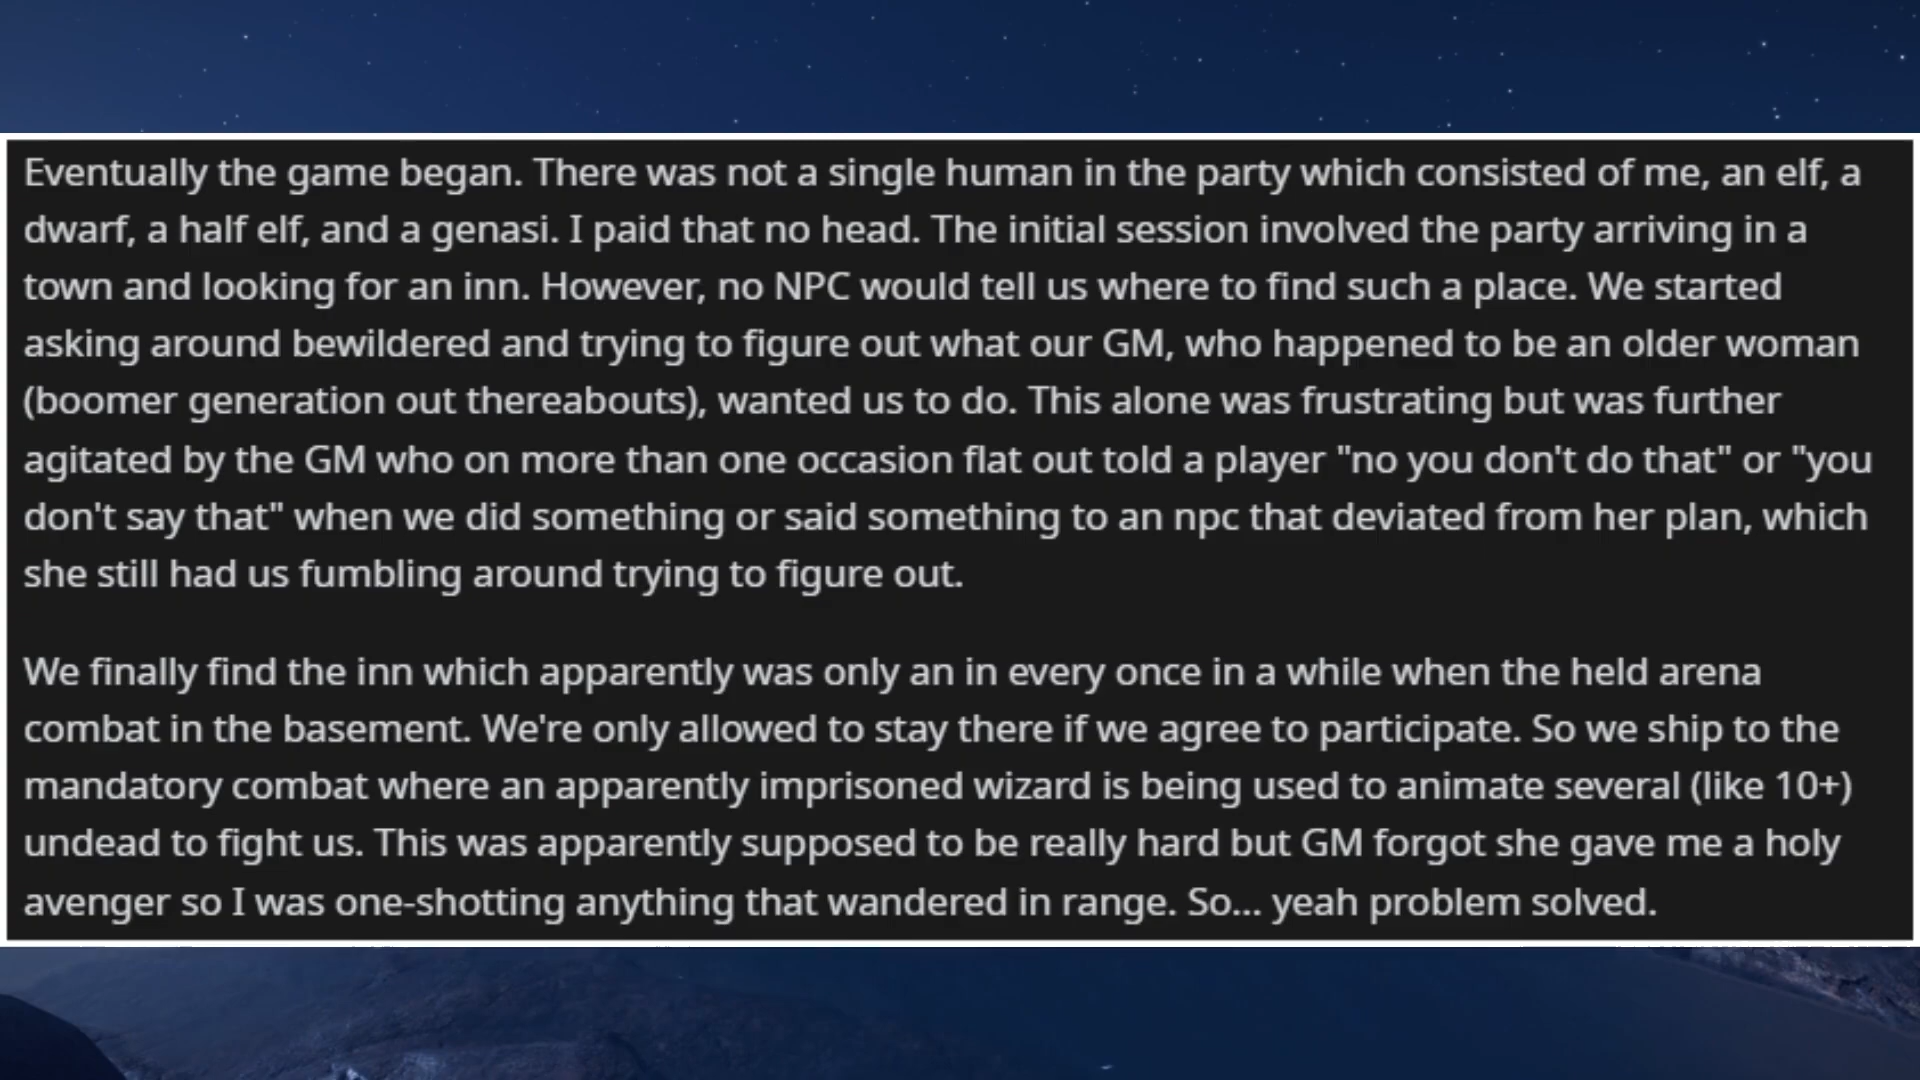 Eventually the game began. There was not a single human in the party which consisted of me, an elf, a
dwarf, a half elf, and a genasi. I paid that no head. The initial session involved the party arriving in a
town and looking for an inn. However, no NPC would tell us where to find such a place. We started
asking around bewildered and trying to figure out what our GM, who happened to be an older woman
(boomer generation out thereabouts), wanted us to do. This alone was frustrating but was further
agitated by the GM who on more than one occasion flat out told a player "no you don't do that" or "you
don't say that" when we did something or said something to an npc that deviated from her plan, which
she still had us fumbling around trying to figure out.
We finally find the inn which apparently was only an in every once in a while when the held arena
combat in the basement. We're only allowed to stay there if we agree to participate. So we ship to the
mandatory combat where an apparently imprisoned wizard is being used to animate several (like 10+)
undead to fight us. This was apparently supposed to be really hard but GM forgot she gave me a holy
avenger so I was one-shotting anything that wandered in range. So... yeah problem solved.